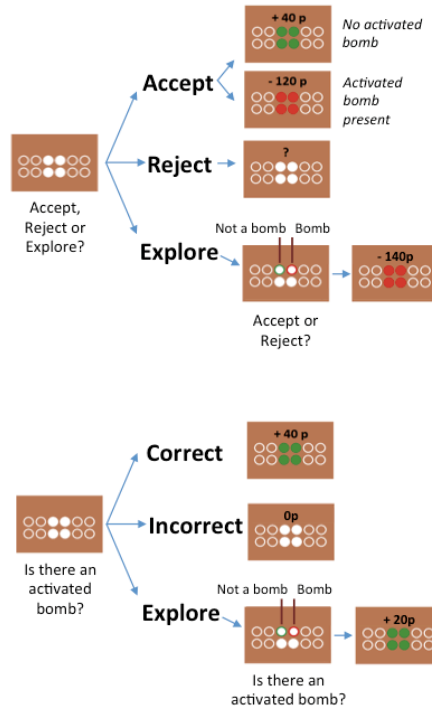 + 40 p
No activated
bomb
Accept
- 120 p
Activated
bomb
present
Reject
?
Accept,
Reject or
Explore?
Explore
Not a bomb
Bomb
- 140p
Accept or
Reject?
Correct
+ 40 p
Incorrect
0p
Is there an
activated
bomb?
Explore
Not a bomb
Bomb
+ 20p
Is there an
activated bomb?